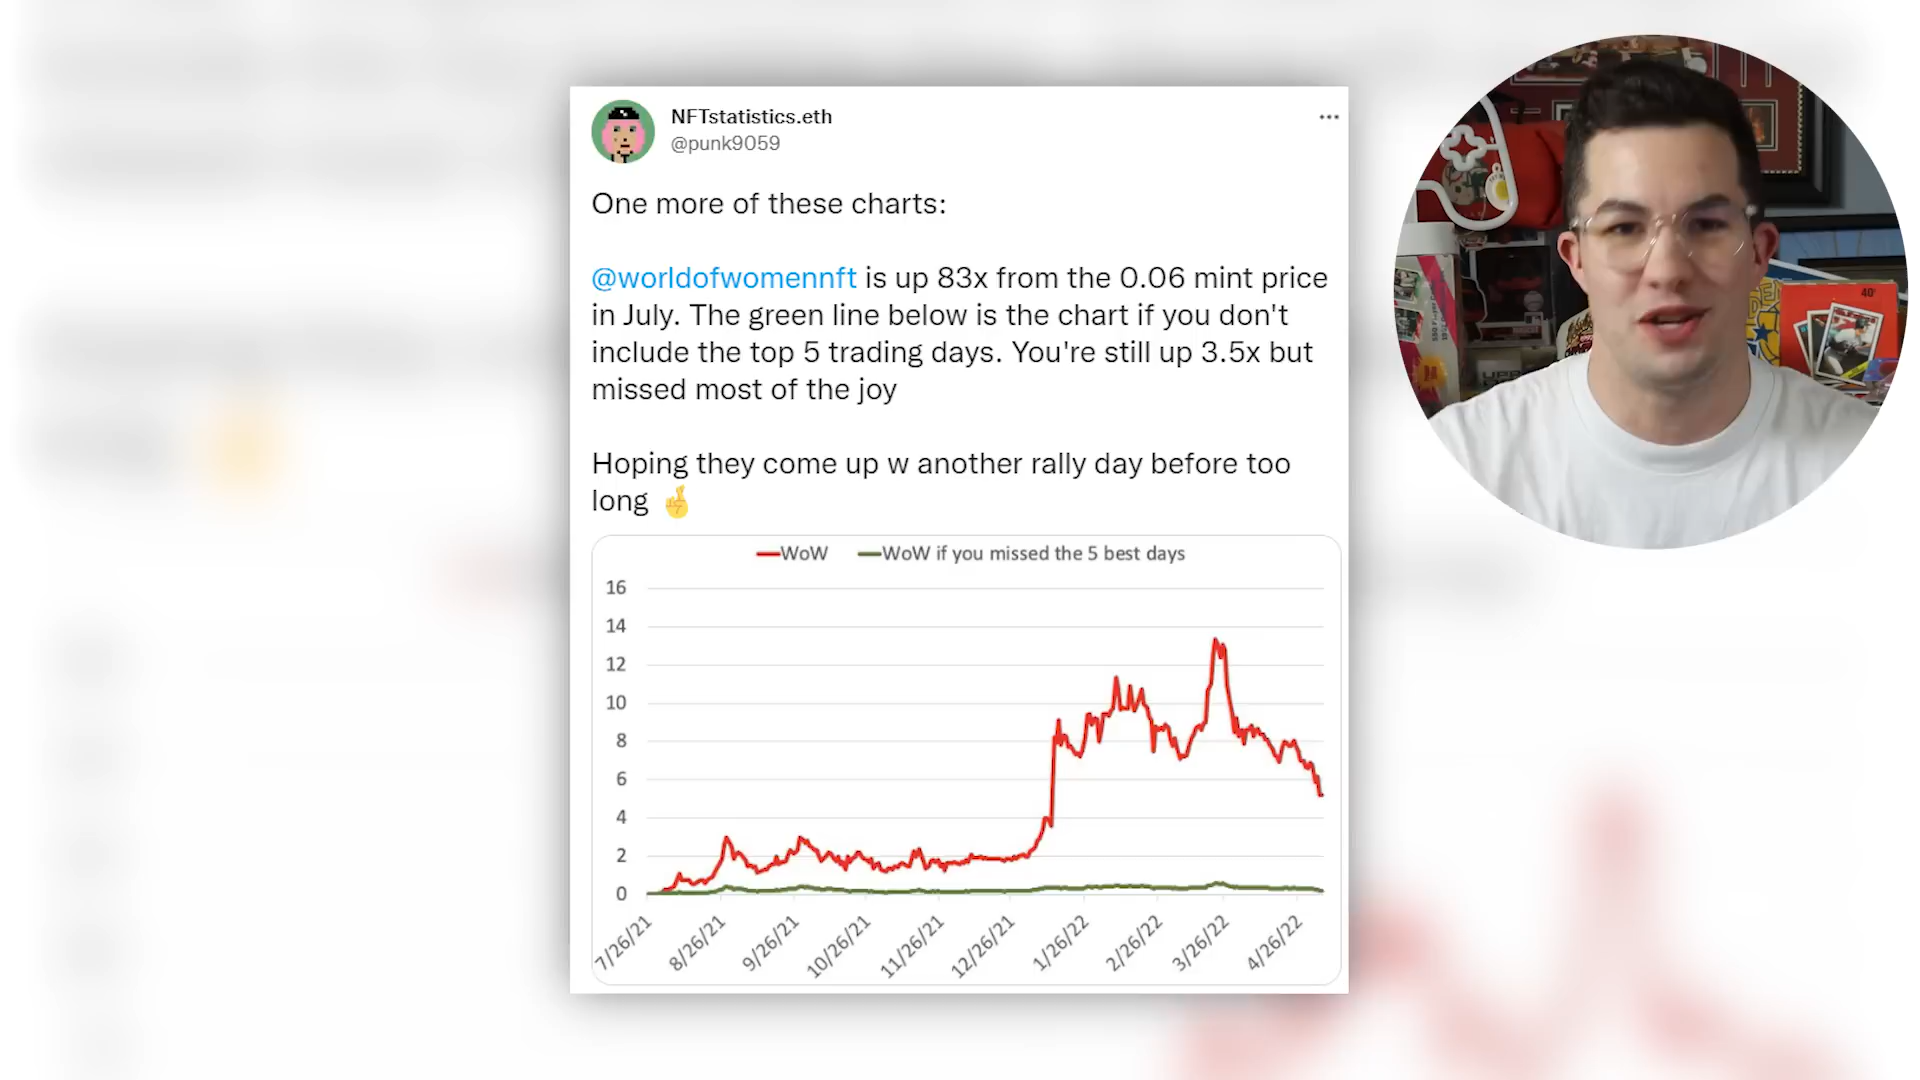 NFTstatistics.eth
@punk9059
One more of these charts:
@worldofwomennft is up 83x from the 0.06 mint price
in July. The green line below is the chart if you don't
include the top 5 trading days. You're still up 3.5x but
missed most of the joy
Hoping they come up w another rally day before too
long 🤞
WoW WoW if you missed the 5 best days
16
14
12
10
8
6
4
2
0
7/26/21 8/26/21 9/26/21 10/26/21 11/26/21 12/26/21 1/26/22 2/26/22 3/26/22 4/26/22
40